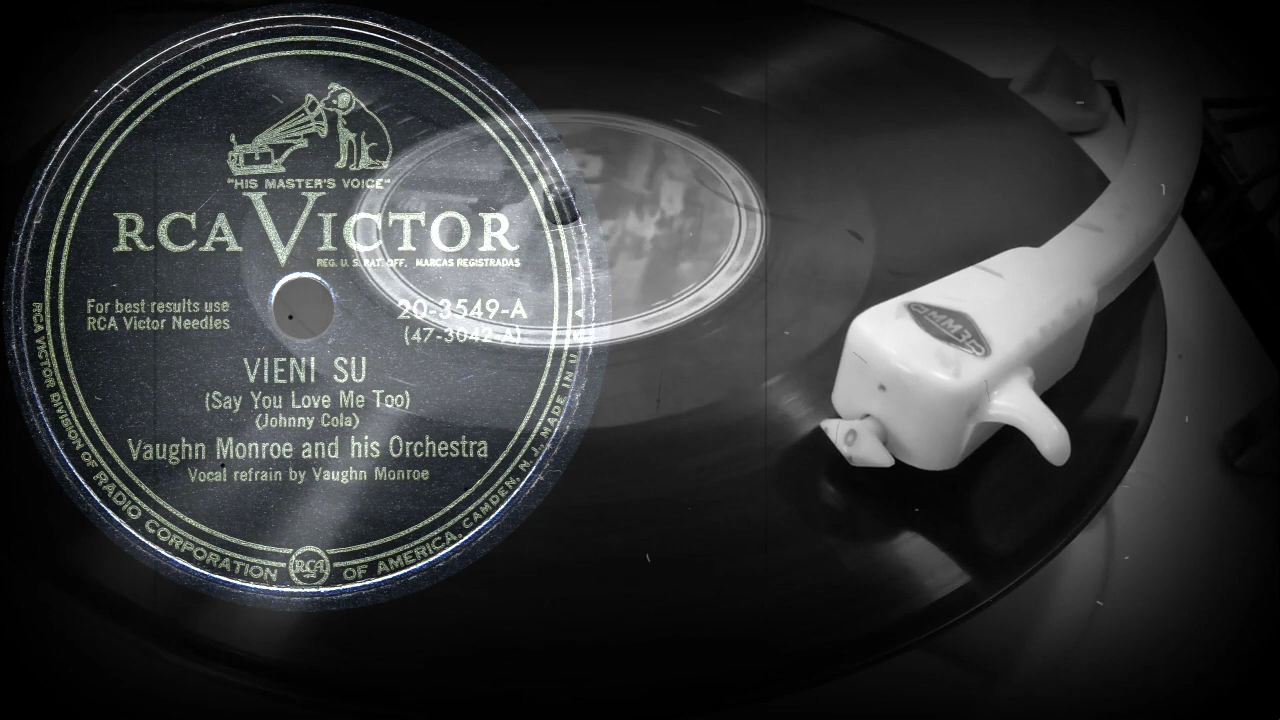 "HIS MASTER'S VOICE"
RCA VICTOR
REG. U. S. PAT. OFF. MARCAS REGISTRADAS
For best results use
RCA Victor Needles
20-3549-A
(47-3042-A)
VIENI SU
(Say You Love Me Too)
(Johnny Cola)
Vaughn Monroe and his Orchestra
Vocal refrain by Vaughn Monroe
RCA VICTOR DIVISION OF RADIO CORPORATION OF AMERICA, CAMDEN, N. J. MADE IN U.
RCA